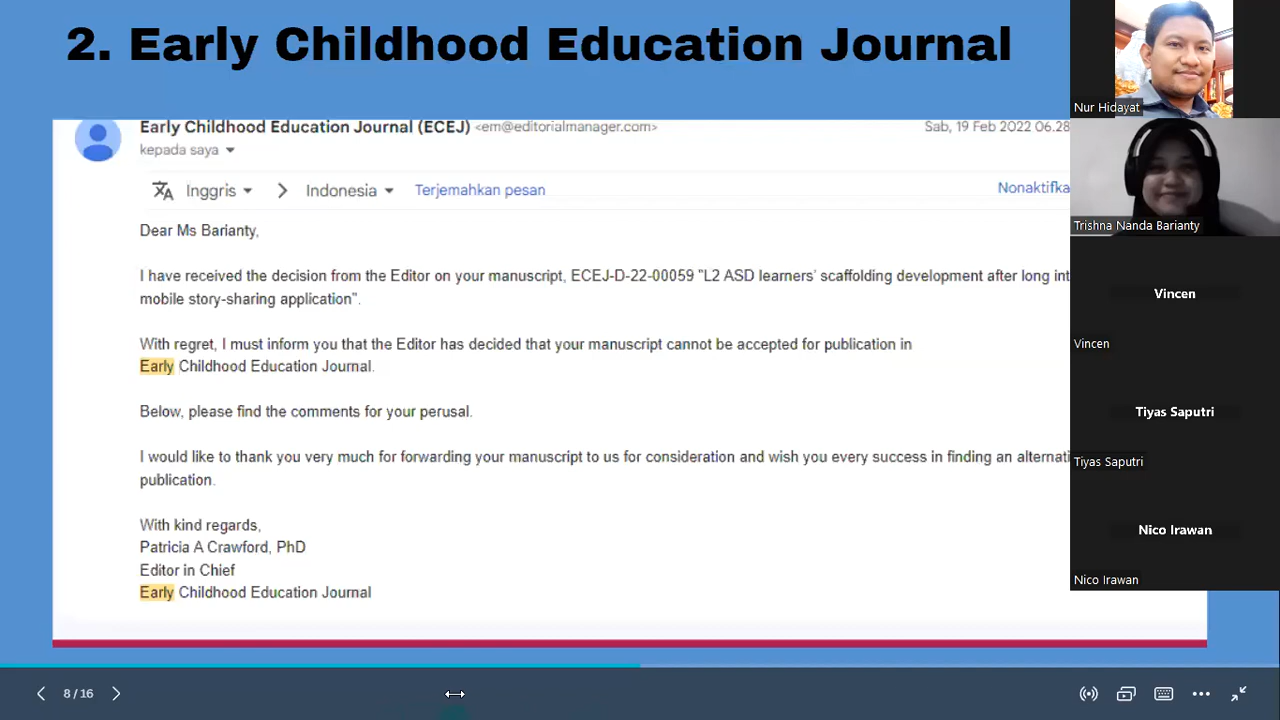 2. Early Childhood Education Journal
Early Childhood Education Journal (ECEJ) <em@editorialmanager.com>
Sab, 19 Feb 2022 06.28
kepada saya
Inggris
Indonesia
Terjemahkan pesan
Nonaktifka
Dear Ms Barianty,
I have received the decision from the Editor on your manuscript, ECEJ-D-22-00059 "L2 ASD learners' scaffolding development after long int
mobile story-sharing application".
With regret, I must inform you that the Editor has decided that your manuscript cannot be accepted for publication in
Early Childhood Education Journal.
Below, please find the comments for your perusal.
I would like to thank you very much for forwarding your manuscript to us for consideration and wish you every success in finding an alternati
publication.
With kind regards,
Patricia A Crawford, PhD
Editor in Chief
Early Childhood Education Journal
Nur Hidayat
Trishna Nanda Barianty
Vincen
Vincen
Tiyas Saputri
Tiyas Saputri
Nico Irawan
Nico Irawan
8 / 16